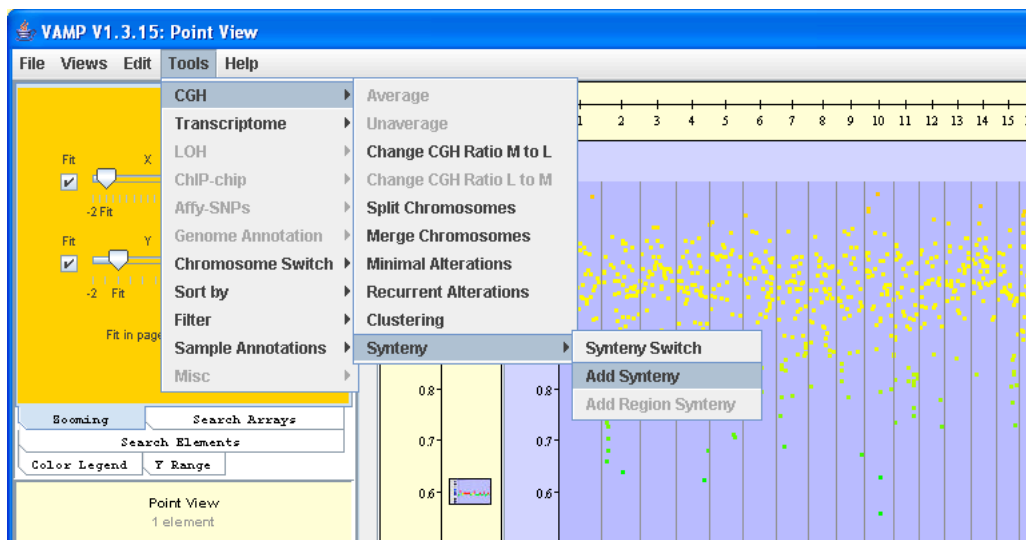 VAMP V1.3.15: Point View
File Views Edit Tools Help
CGH
Transcriptome
LOH
ChIP-chip
Affy-SNPs
Genome Annotation
Chromosome Switch
Sort by
Filter
Sample Annotations
Misc
Average
Unaverage
Change CGH Ratio M to L
Change CGH Ratio L to M
Split Chromosomes
Merge Chromosomes
Minimal Alterations
Recurrent Alterations
Clustering
Synteny
Synteny Switch
Add Synteny
Add Region Synteny
1 2 3 4 5 6 7 8 9 10 11 12 13 14 15
Fit X
-2 Fit
Fit Y
-2 Fit
Fit in page
0.8 0.8
0.7 0.7
0.6 0.6
Zooming Search Arrays
Search Elements
Color Legend Y Range
Point View
1 element